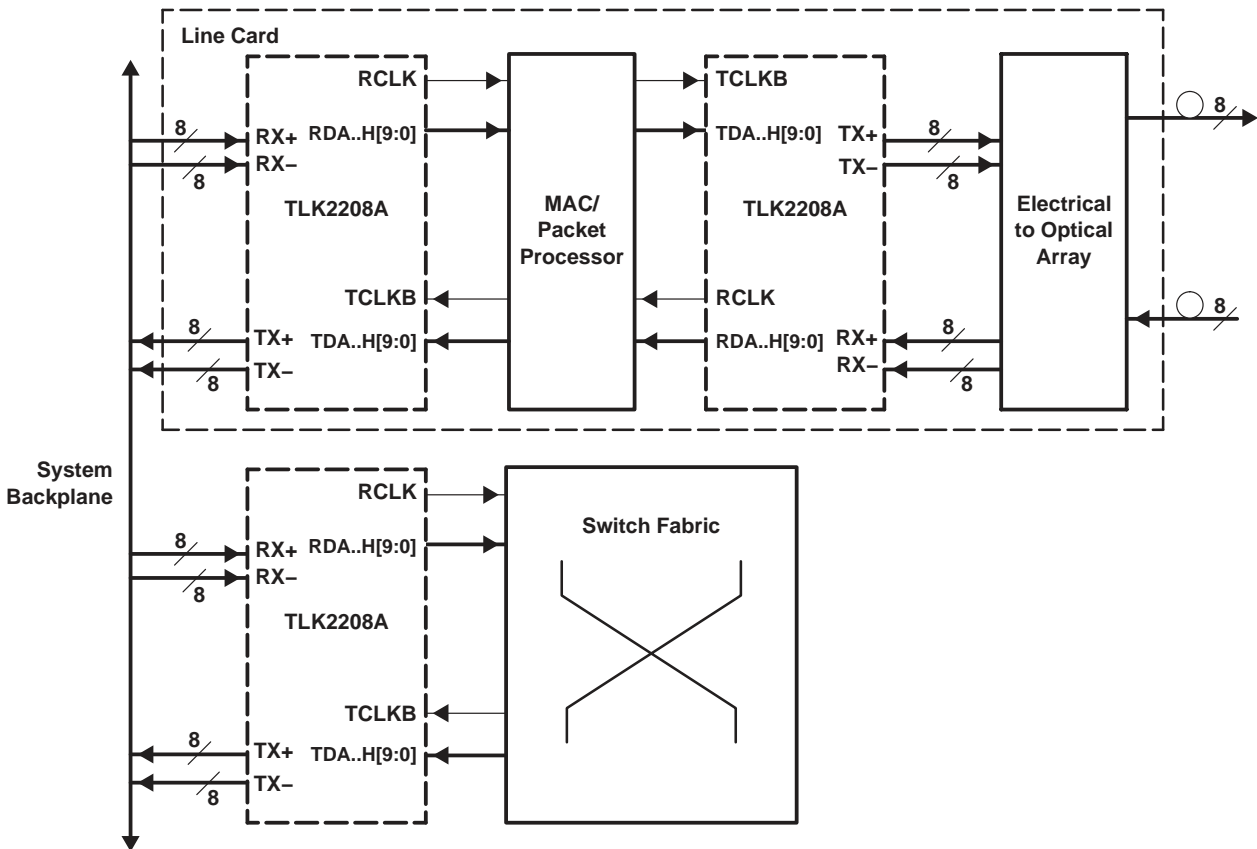 Line Card
RCLK
TCLKB
8
RX+
RDA..H[9:0]
TDA..H[9:0]
TX+
8
8
RX–
8
TX–
8
TLK2208A
MAC/
Packet
Processor
TLK2208A
Electrical
to Optical
Array
TCLKB
RCLK
8
8
TX+
TDA..H[9:0]
RDA..H[9:0]
RX+
8
TX–
8
RX–
8
System
Backplane
RCLK
Switch Fabric
8
RX+
RDA..H[9:0]
RX–
8
TLK2208A
TCLKB
8
TX+
TDA..H[9:0]
TX–
8